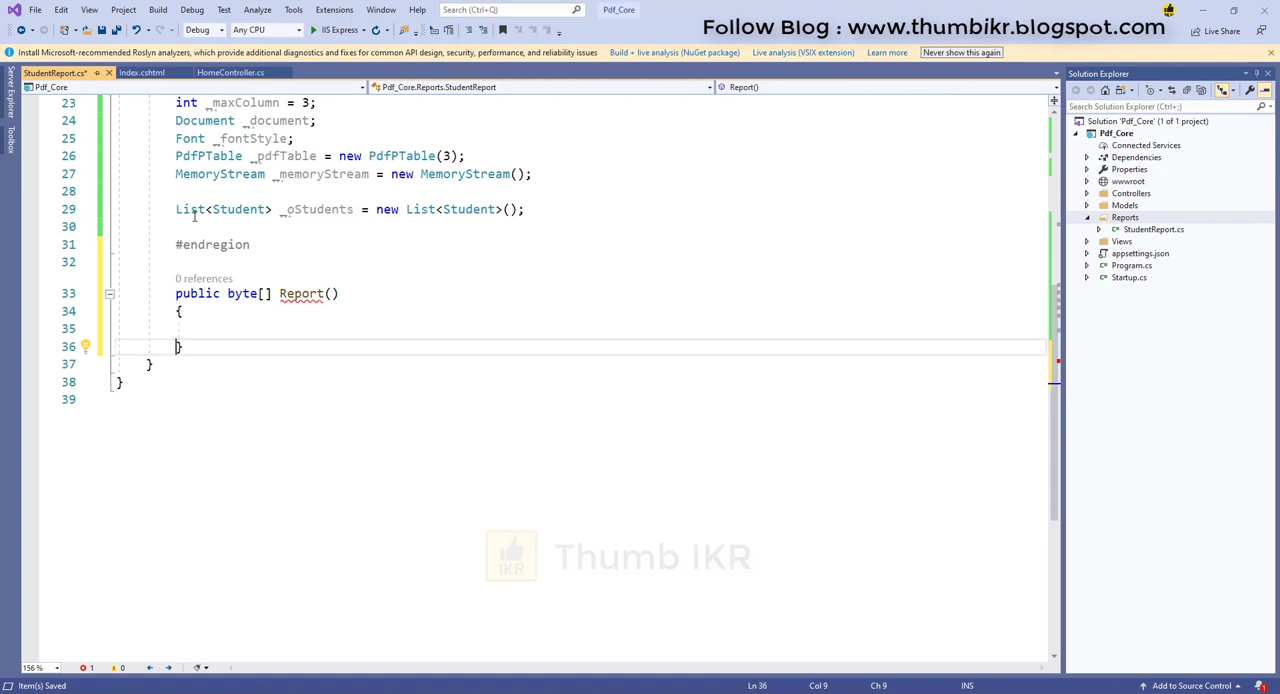 File Edit View Project Build Debug Test Analyze Tools Extensions Window Help Search (Ctrl+Q) Pdf_Core
Debug Any CPU IIS Express Live Share
Follow Blog : www.thumbikr.blogspot.com
Install Microsoft-recommended Roslyn analyzers, which provide additional diagnostics and fixes for common API design, security, performance, and reliability issues Build + live analysis (NuGet package) Live analysis (VSIX extension) Learn more Never show this again
Server Explorer
Toolbox
StudentReport.cs* Index.cshtml HomeController.cs
Pdf_Core Pdf_Core.Reports.StudentReport Report()
23 int _maxColumn = 3;
24 Document _document;
25 Font _fontStyle;
26 PdfPTable _pdfTable = new PdfPTable(3);
27 MemoryStream _memoryStream = new MemoryStream();
28
29 List<Student> _oStudents = new List<Student>();
30
31 #endregion
32
0 references
33 public byte[] Report()
34 {
35
36 }
37 }
38 }
39
Thumb IKR
IKR
156 % 1 0
Solution Explorer
Search Solution Explorer (Ctrl+;)
Solution 'Pdf_Core' (1 of 1 project)
Pdf_Core
Connected Services
Dependencies
Properties
wwwroot
Controllers
Models
Reports
StudentReport.cs
Views
appsettings.json
Program.cs
Startup.cs
Item(s) Saved Ln 36 Col 9 Ch 9 INS Add to Source Control 1